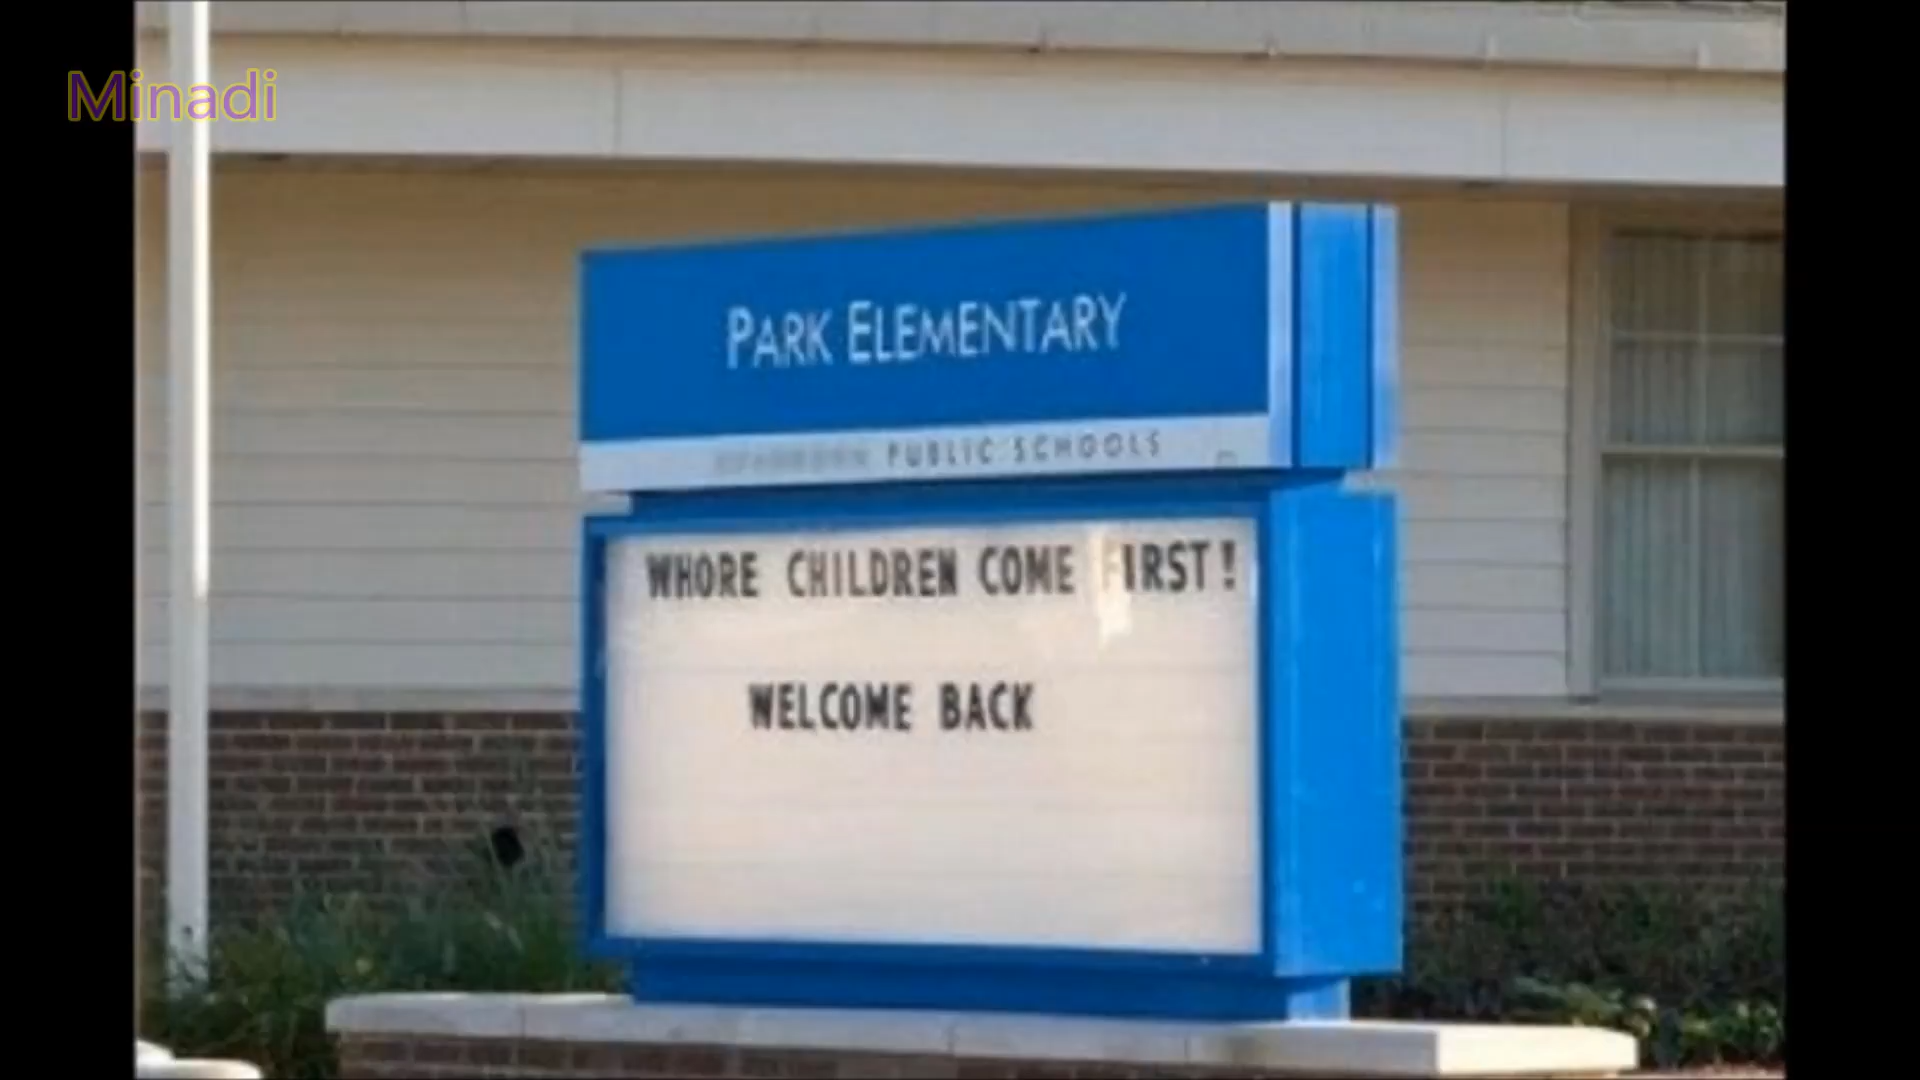 Minadi
PARK ELEMENTARY
PUBLIC SCHOOLS
WHORE CHILDREN COME FIRST!
WELCOME BACK